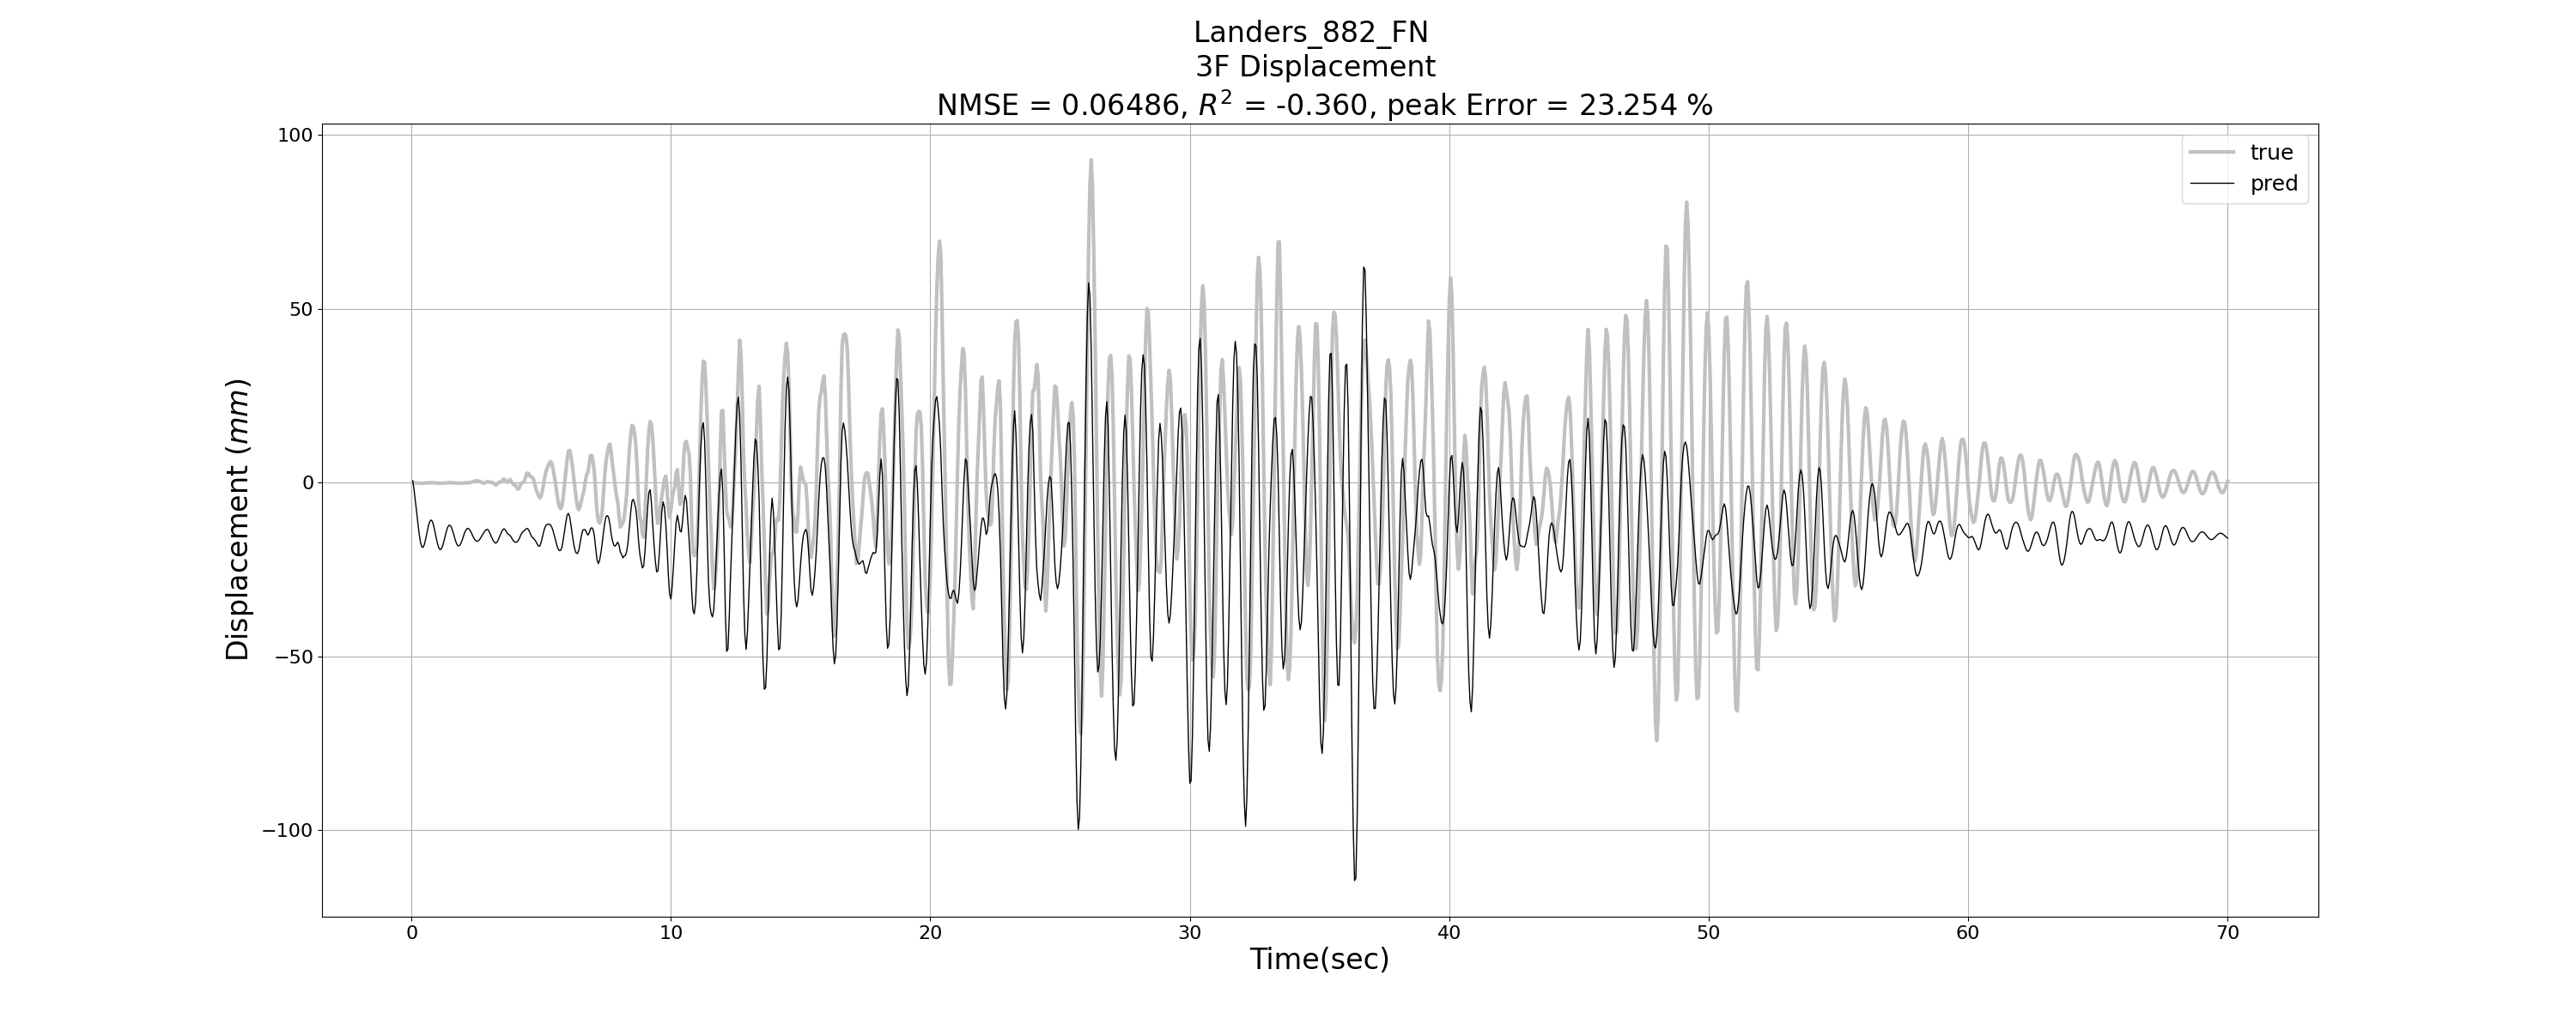 Landers_882_FN
3F Displacement
NMSE = 0.06486, R² = -0.360, peak Error = 23.254 %
true
pred
100
50
0
−50
−100
Displacement (mm)
0 10 20 30 40 50 60 70
Time(sec)